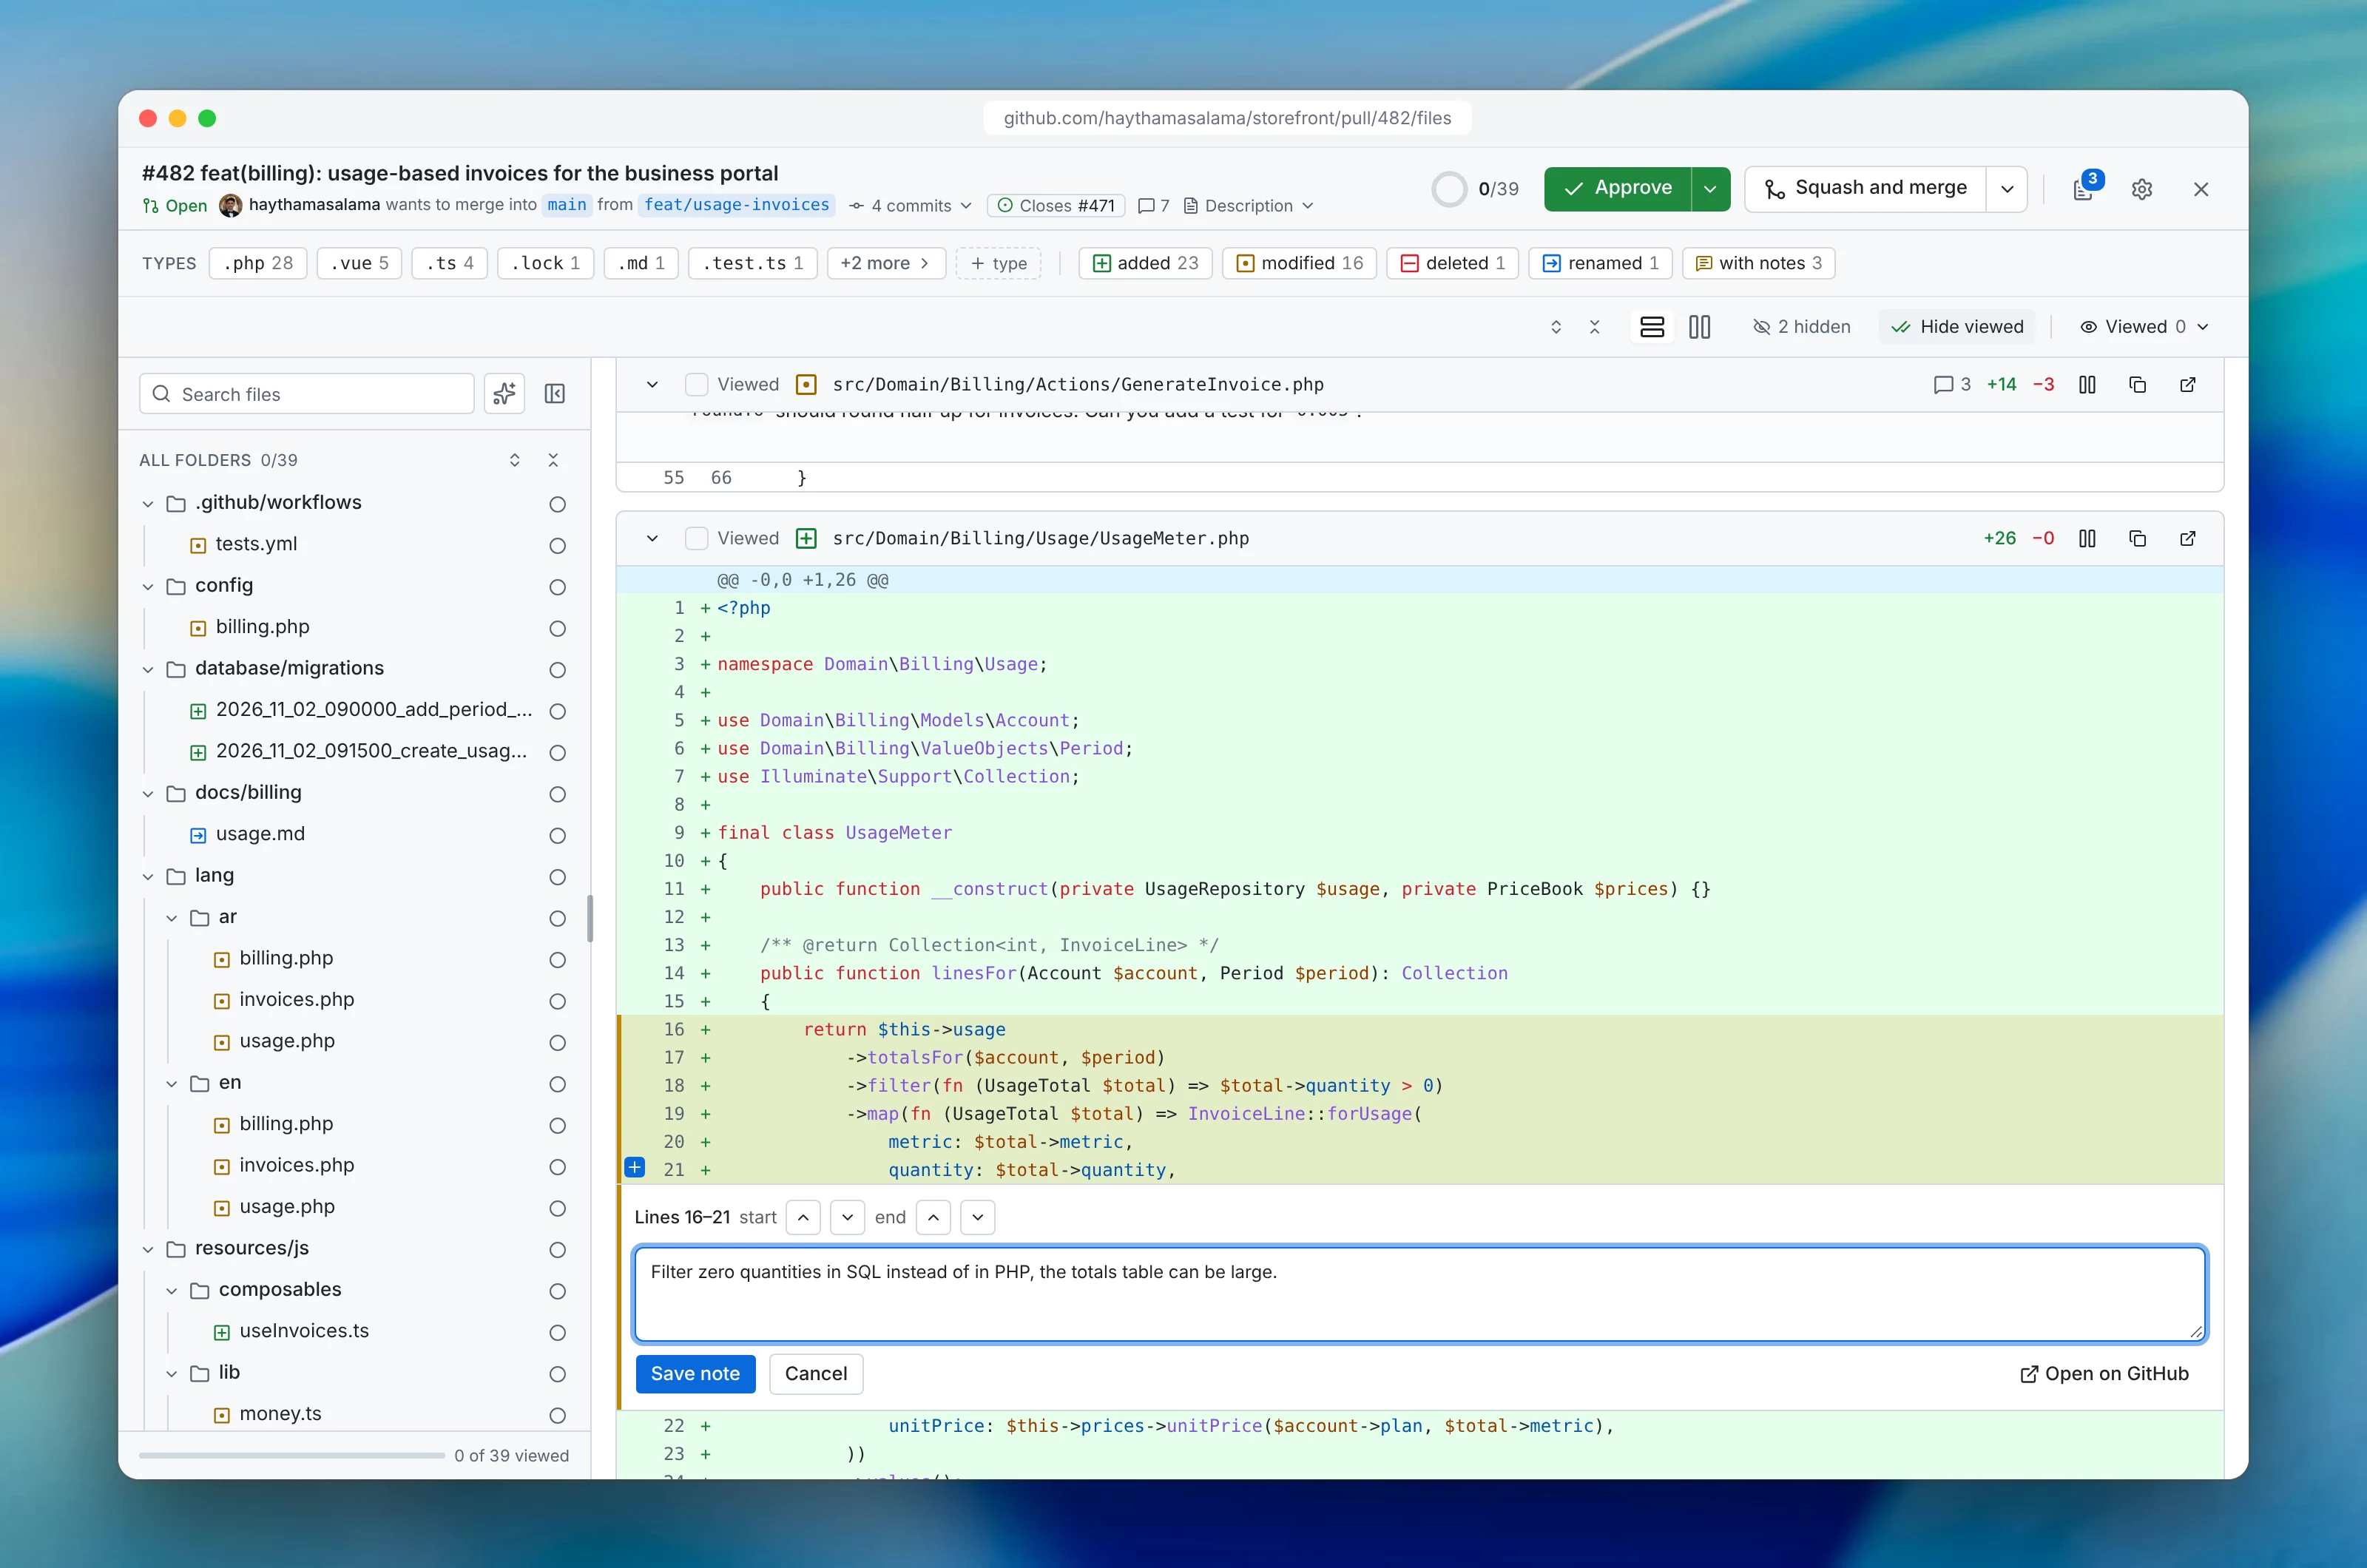 github.com/haythamasalama/storefront/pull/482/files
#482 feat(billing): usage-based invoices for the business portal
Open haythamasalama wants to merge into main from feat/usage-invoices 4 commits Closes #471 7 Description
0/39 Approve Squash and merge 3
TYPES .php 28 .vue 5 .ts 4 .lock 1 .md 1 .test.ts 1 +2 more + type added 23 modified 16 deleted 1 renamed 1 with notes 3
2 hidden Hide viewed Viewed 0
Search files
ALL FOLDERS 0/39
.github/workflows
tests.yml
config
billing.php
database/migrations
2026_11_02_090000_add_period_...
2026_11_02_091500_create_usag...
docs/billing
usage.md
lang
ar
billing.php
invoices.php
usage.php
en
billing.php
invoices.php
usage.php
resources/js
composables
useInvoices.ts
lib
money.ts
0 of 39 viewed
Viewed src/Domain/Billing/Actions/GenerateInvoice.php 3 +14 −3
should round half up for invoices. Can you add a test for
55 66 }
Viewed src/Domain/Billing/Usage/UsageMeter.php +26 −0
@@ -0,0 +1,26 @@
1 + <?php
2 +
3 + namespace Domain\Billing\Usage;
4 +
5 + use Domain\Billing\Models\Account;
6 + use Domain\Billing\ValueObjects\Period;
7 + use Illuminate\Support\Collection;
8 +
9 + final class UsageMeter
10 + {
11 + public function __construct(private UsageRepository $usage, private PriceBook $prices) {}
12 +
13 + /** @return Collection<int, InvoiceLine> */
14 + public function linesFor(Account $account, Period $period): Collection
15 + {
16 + return $this->usage
17 + ->totalsFor($account, $period)
18 + ->filter(fn (UsageTotal $total) => $total->quantity > 0)
19 + ->map(fn (UsageTotal $total) => InvoiceLine::forUsage(
20 + metric: $total->metric,
21 + quantity: $total->quantity,
Lines 16–21 start end
Filter zero quantities in SQL instead of in PHP, the totals table can be large.
Save note Cancel Open on GitHub
22 + unitPrice: $this->prices->unitPrice($account->plan, $total->metric),
23 + ))